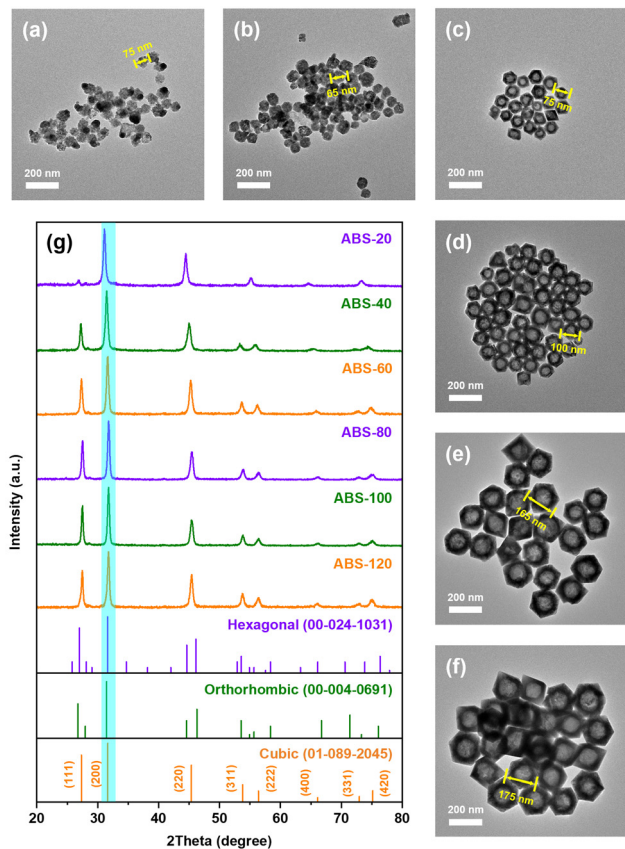 (a)
75 nm
200 nm
(b)
65 nm
200 nm
(c)
75 nm
200 nm
(d)
100 nm
200 nm
(e)
165 nm
200 nm
(f)
175 nm
200 nm
(g)
ABS-20
ABS-40
ABS-60
ABS-80
ABS-100
ABS-120
Hexagonal (00-024-1031)
Orthorhombic (00-004-0691)
Cubic (01-089-2045)
(111)
(200)
(220)
(311)
(222)
(400)
(331)
(420)
20 30 40 50 60 70 80
2Theta (degree)
Intensity (a.u.)